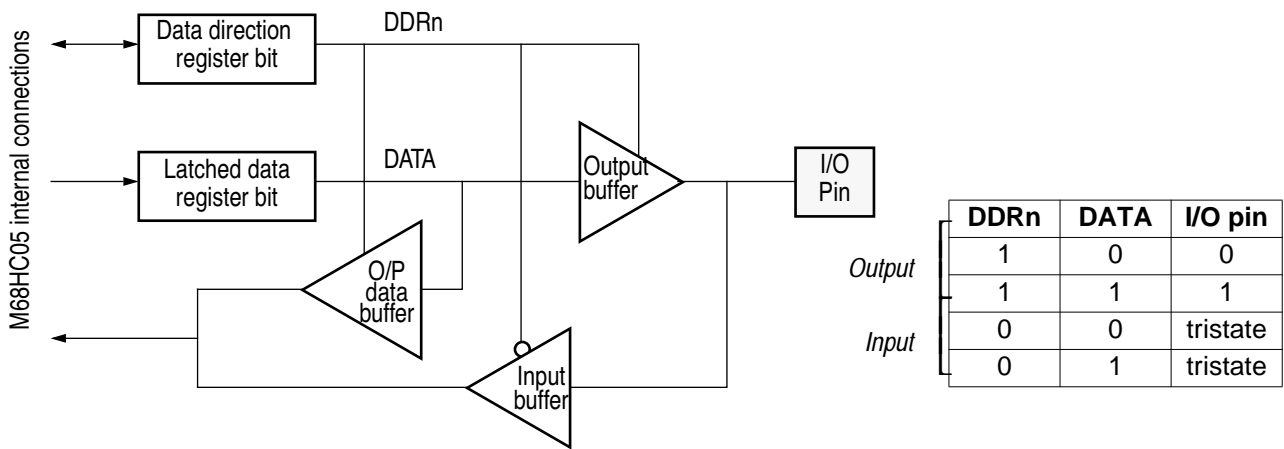 M68HC05 internal connections
Data direction
register bit
DDRn
Latched data
register bit
DATA
Output
buffer
I/O
Pin
O/P
data
buffer
Input
buffer
DDRn DATA I/O pin
Output
1 0 0
1 1 1
Input
0 0 tristate
0 1 tristate